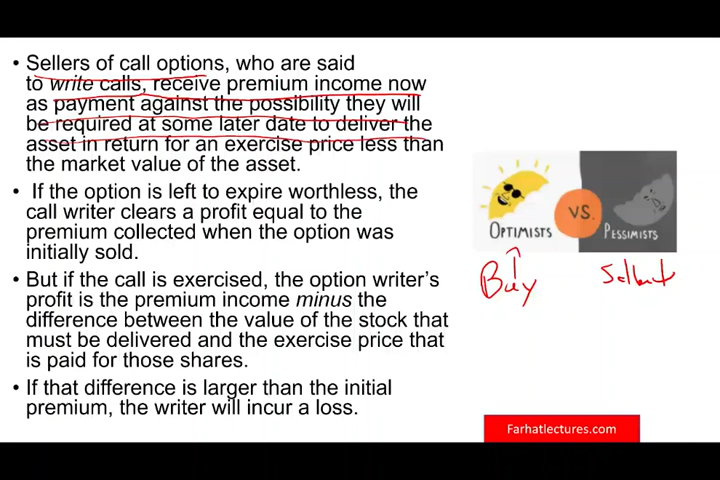 • Sellers of call options, who are said
to write calls, receive premium income now
as payment against the possibility they will
be required at some later date to deliver the
asset in return for an exercise price less than
the market value of the asset.
• If the option is left to expire worthless, the
call writer clears a profit equal to the
premium collected when the option was
initially sold.
• But if the call is exercised, the option writer's
profit is the premium income minus the
difference between the value of the stock that
must be delivered and the exercise price that
is paid for those shares.
• If that difference is larger than the initial
premium, the writer will incur a loss.
OPTIMISTS VS. PESSIMISTS
Buy
Farhatlectures.com